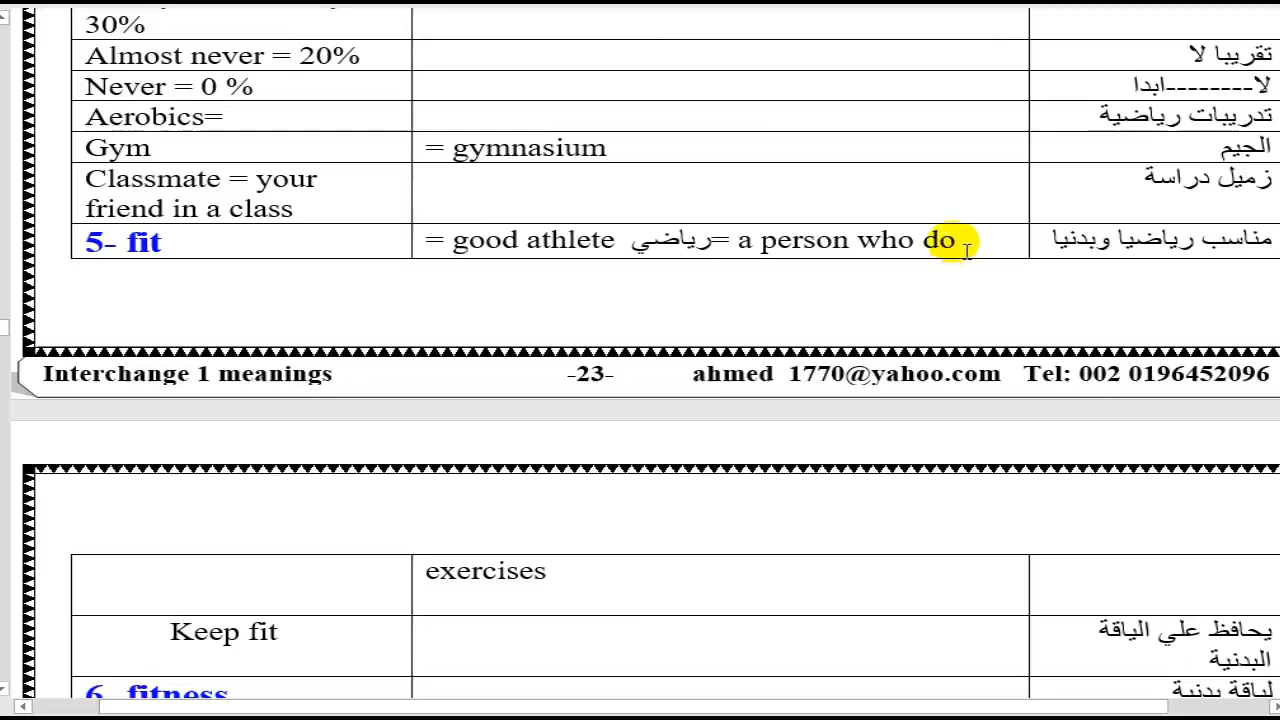 30%
Almost never = 20%
تقريبا لا
Never = 0 %
لا--------ابدا
Aerobics=
تدريبات رياضية
Gym
= gymnasium
الجيم
Classmate = your
friend in a class
زميل دراسة
5- fit
= good athlete رياضي= a person who do
مناسب رياضيا وبدنيا
Interchange 1 meanings -23- ahmed 1770@yahoo.com Tel: 002 0196452096
exercises
Keep fit
يحافظ علي الياقة
البدنية
6- fitness
لياقة بدنية